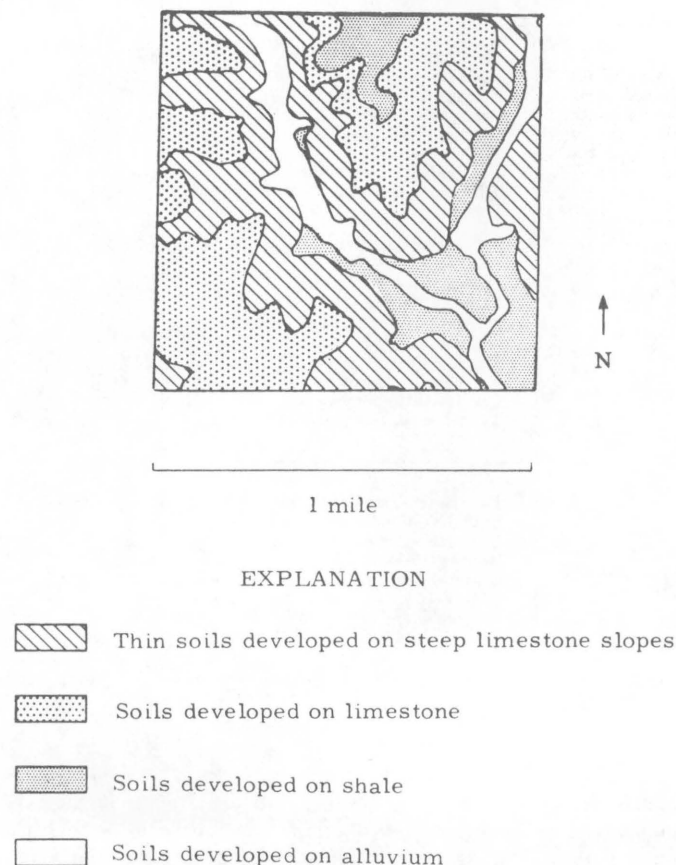 N
1 mile
EXPLANATION
Thin soils developed on steep limestone slopes
Soils developed on limestone
Soils developed on shale
Soils developed on alluvium